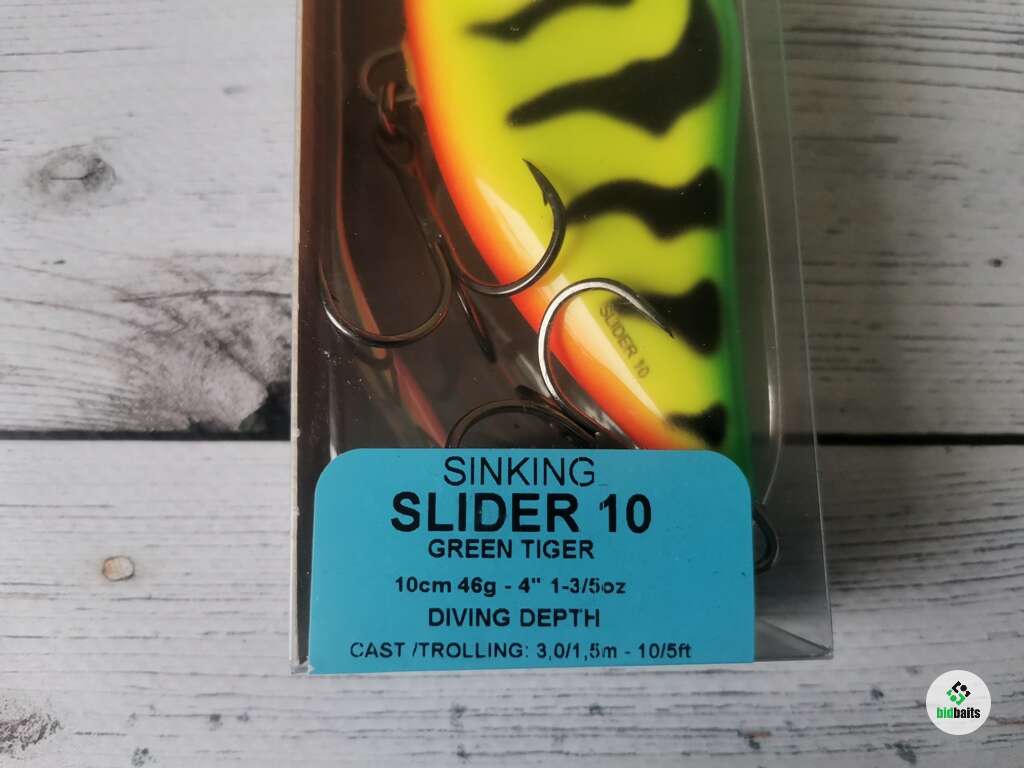 SLIDER 10
SINKING
SLIDER 10
GREEN TIGER
10cm 46g - 4" 1-3/5oz
DIVING DEPTH
CAST /TROLLING: 3,0/1,5m - 10/5ft
bidbaits